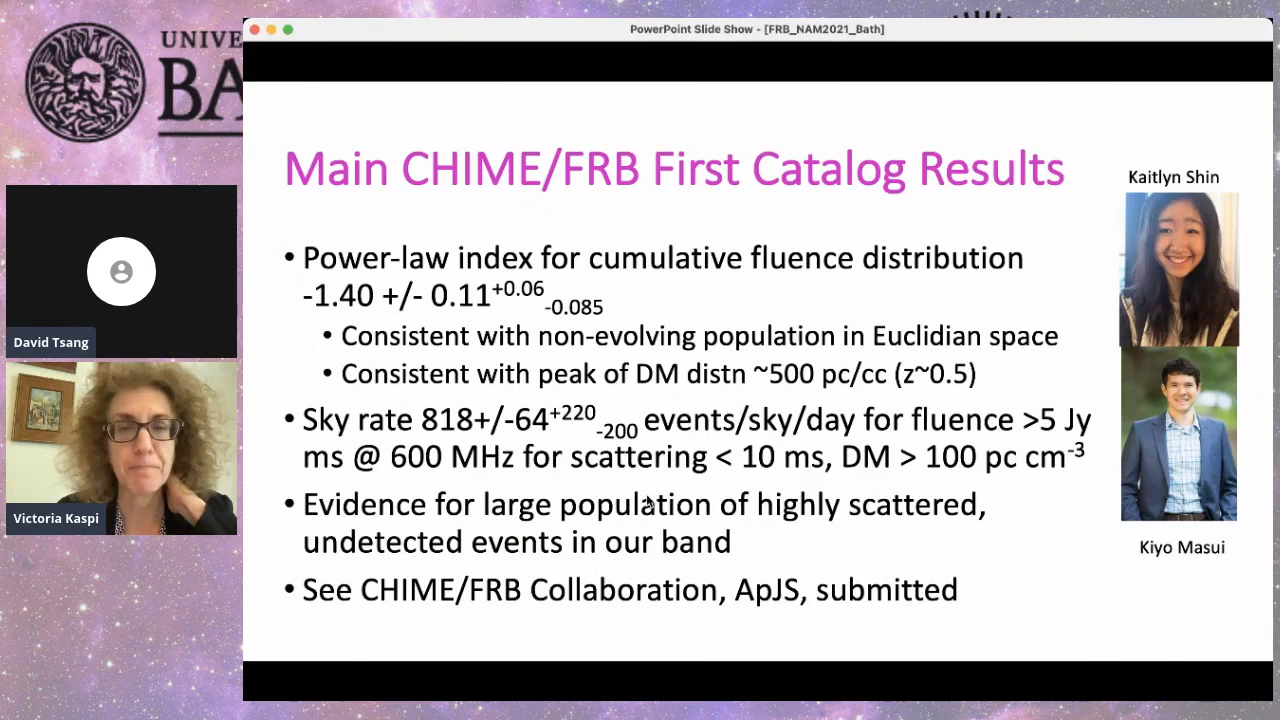 UNIVE
BA
PowerPoint Slide Show - [FRB_NAM2021_Bath]
Main CHIME/FRB First Catalog Results
• Power-law index for cumulative fluence distribution
-1.40 +/- 0.11+0.06-0.085
• Consistent with non-evolving population in Euclidian space
• Consistent with peak of DM distn ~500 pc/cc (z~0.5)
• Sky rate 818+/-64+220-200 events/sky/day for fluence >5 Jy
ms @ 600 MHz for scattering < 10 ms, DM > 100 pc cm-3
• Evidence for large population of highly scattered,
undetected events in our band
• See CHIME/FRB Collaboration, ApJS, submitted
Kaitlyn Shin
Kiyo Masui
David Tsang
Victoria Kaspi